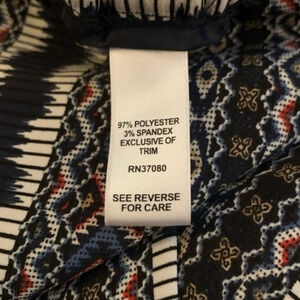 97% POLYESTER
3% SPANDEX
EXCLUSIVE OF
TRIM
RN37080
SEE REVERSE
FOR CARE